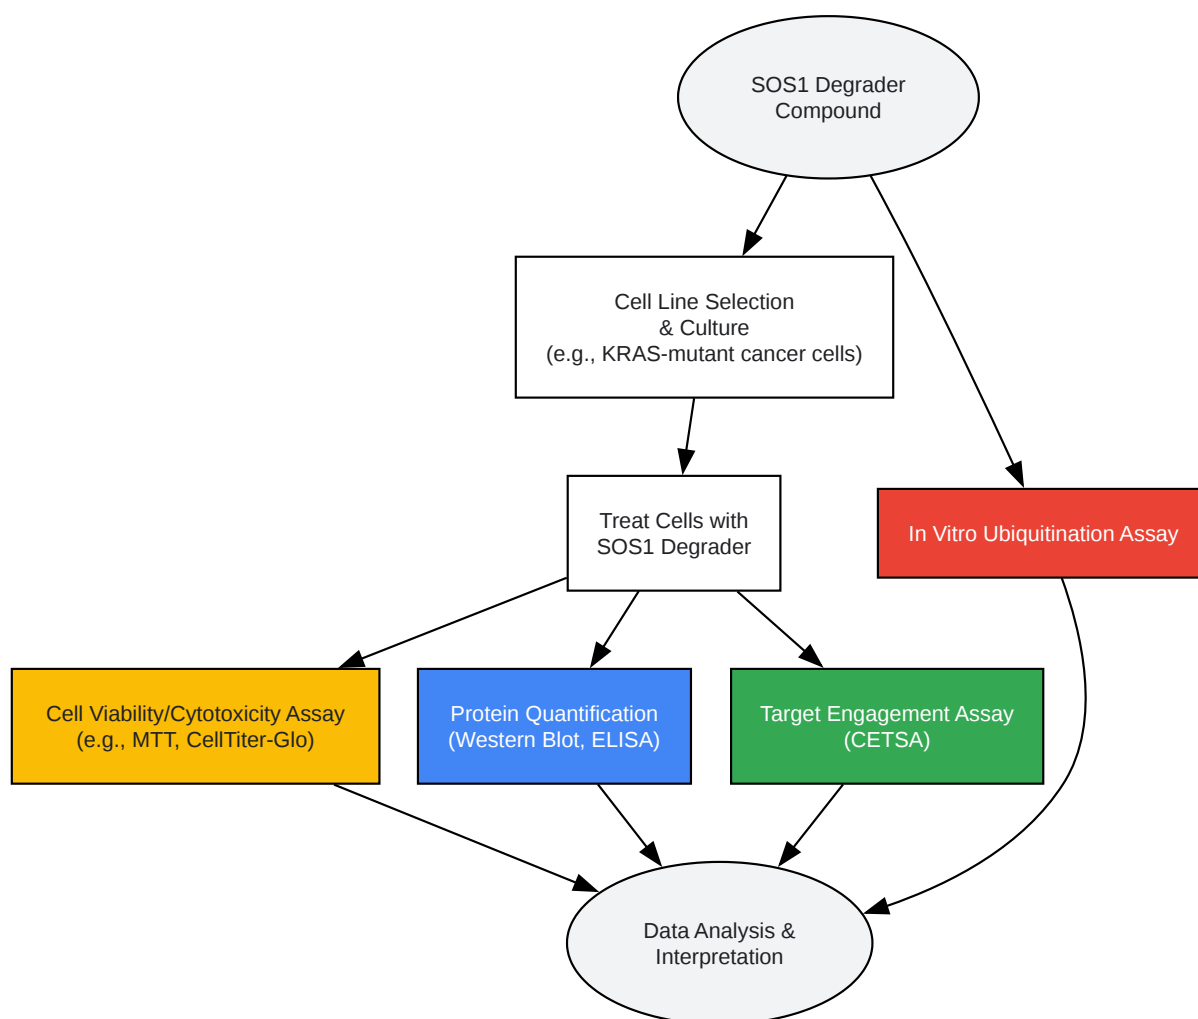 SOS1 Degrader
Compound
Cell Line Selection
& Culture
(e.g., KRAS-mutant cancer cells)
Treat Cells with
SOS1 Degrader
In Vitro Ubiquitination Assay
Cell Viability/Cytotoxicity Assay
(e.g., MTT, CellTiter-Glo)
Protein Quantification
(Western Blot, ELISA)
Target Engagement Assay
(CETSA)
Data Analysis &
Interpretation